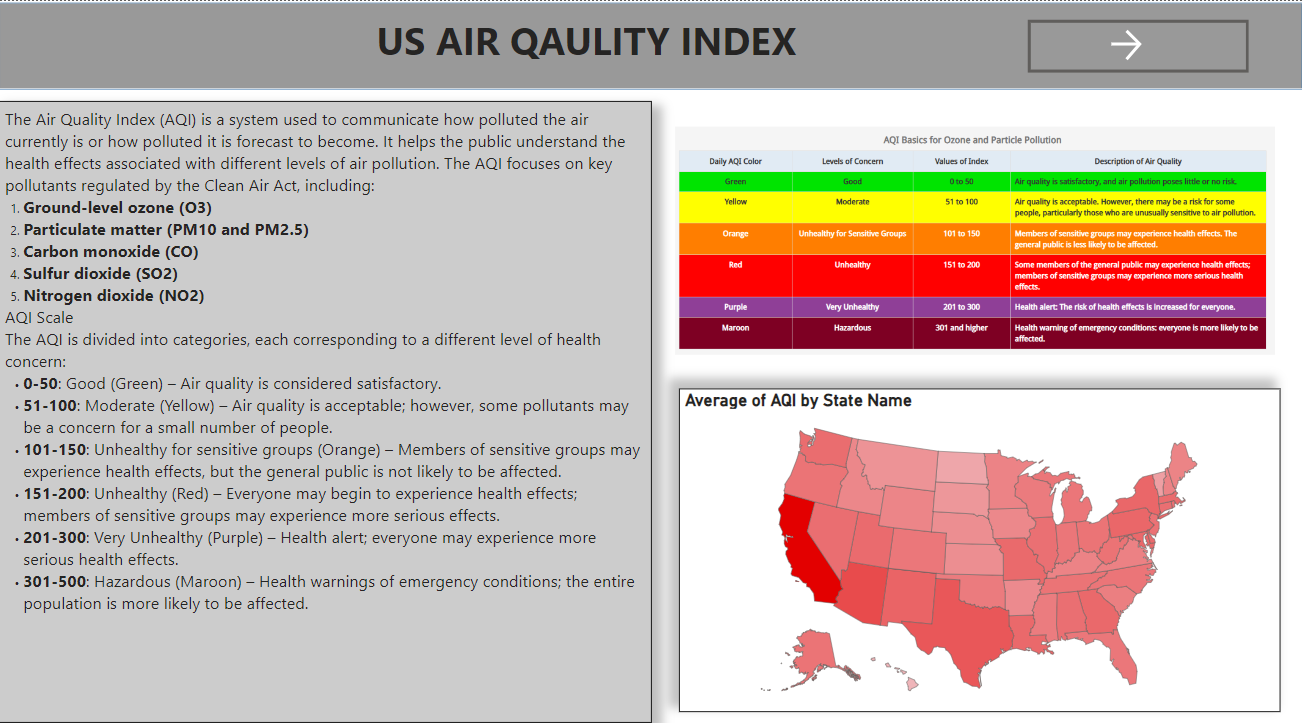 US AIR QAULITY INDEX
The Air Quality Index (AQI) is a system used to communicate how polluted the air
currently is or how polluted it is forecast to become. It helps the public understand the
health effects associated with different levels of air pollution. The AQI focuses on key
pollutants regulated by the Clean Air Act, including:
1. Ground-level ozone (O3)
2. Particulate matter (PM10 and PM2.5)
3. Carbon monoxide (CO)
4. Sulfur dioxide (SO2)
5. Nitrogen dioxide (NO2)
AQI Scale
The AQI is divided into categories, each corresponding to a different level of health
concern:
• 0-50: Good (Green) – Air quality is considered satisfactory.
• 51-100: Moderate (Yellow) – Air quality is acceptable; however, some pollutants may
be a concern for a small number of people.
• 101-150: Unhealthy for sensitive groups (Orange) – Members of sensitive groups may
experience health effects, but the general public is not likely to be affected.
• 151-200: Unhealthy (Red) – Everyone may begin to experience health effects;
members of sensitive groups may experience more serious effects.
• 201-300: Very Unhealthy (Purple) – Health alert; everyone may experience more
serious health effects.
• 301-500: Hazardous (Maroon) – Health warnings of emergency conditions; the entire
population is more likely to be affected.
AQI Basics for Ozone and Particle Pollution
Daily AQI Color Levels of Concern Values of Index Description of Air Quality
Green Good 0 to 50 Air quality is satisfactory, and air pollution poses little or no risk.
Yellow Moderate 51 to 100 Air quality is acceptable. However, there may be a risk for some
people, particularly those who are unusually sensitive to air pollution.
Orange Unhealthy for Sensitive Groups 101 to 150 Members of sensitive groups may experience health effects. The
general public is less likely to be affected.
Red Unhealthy 151 to 200 Some members of the general public may experience health effects;
members of sensitive groups may experience more serious health
effects.
Purple Very Unhealthy 201 to 300 Health alert: The risk of health effects is increased for everyone.
Maroon Hazardous 301 and higher Health warning of emergency conditions: everyone is more likely to be
affected.
Average of AQI by State Name